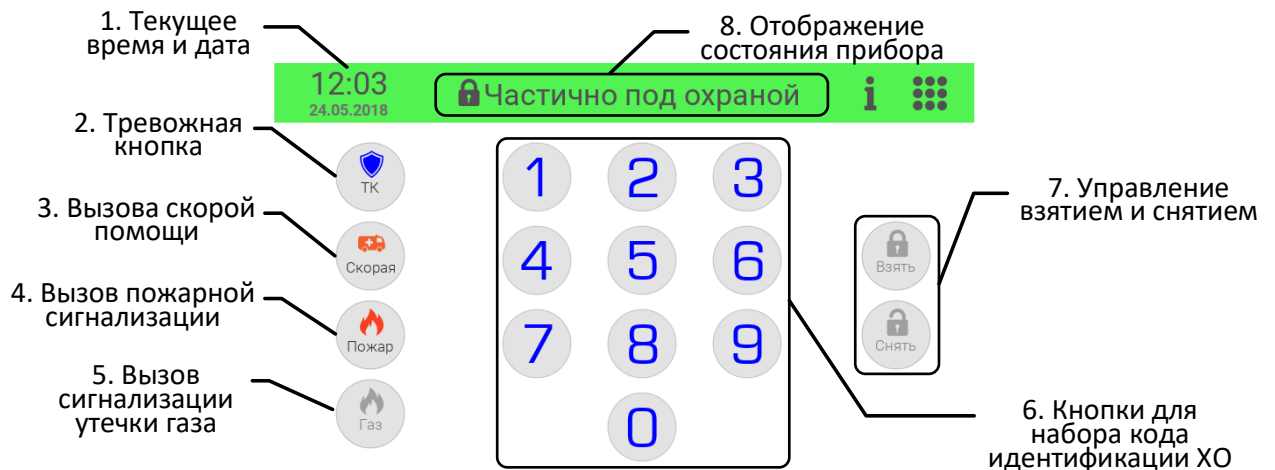 1. Текущее
время и дата
8. Отображение
состояния прибора
12:03
24.05.2018
Частично под охраной
i
2. Тревожная
кнопка
ТК
3. Вызова скорой
помощи
Скорая
4. Вызов пожарной
сигнализации
Пожар
5. Вызов
сигнализации
утечки газа
Газ
1 2 3
4 5 6
7 8 9
0
7. Управление
взятием и снятием
Взять
Снять
6. Кнопки для
набора кода
идентификации ХО